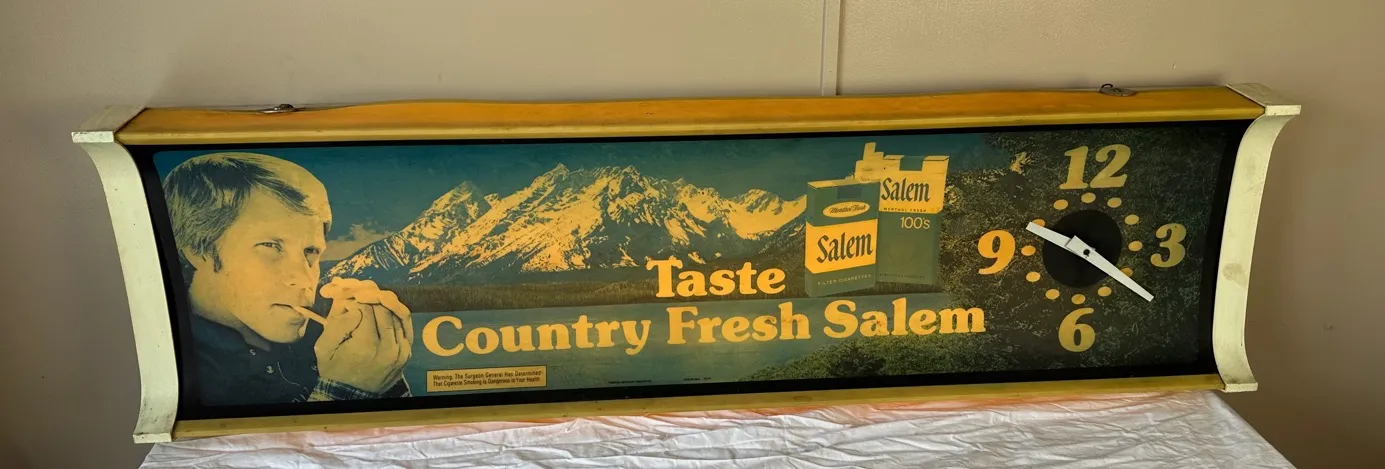 Taste
Country Fresh Salem
Menthol Fresh
Salem
FILTER CIGARETTES
Salem
MENTHOL FRESH
100's
Warning: The Surgeon General Has Determined
That Cigarette Smoking Is Dangerous to Your Health
12
9
3
6